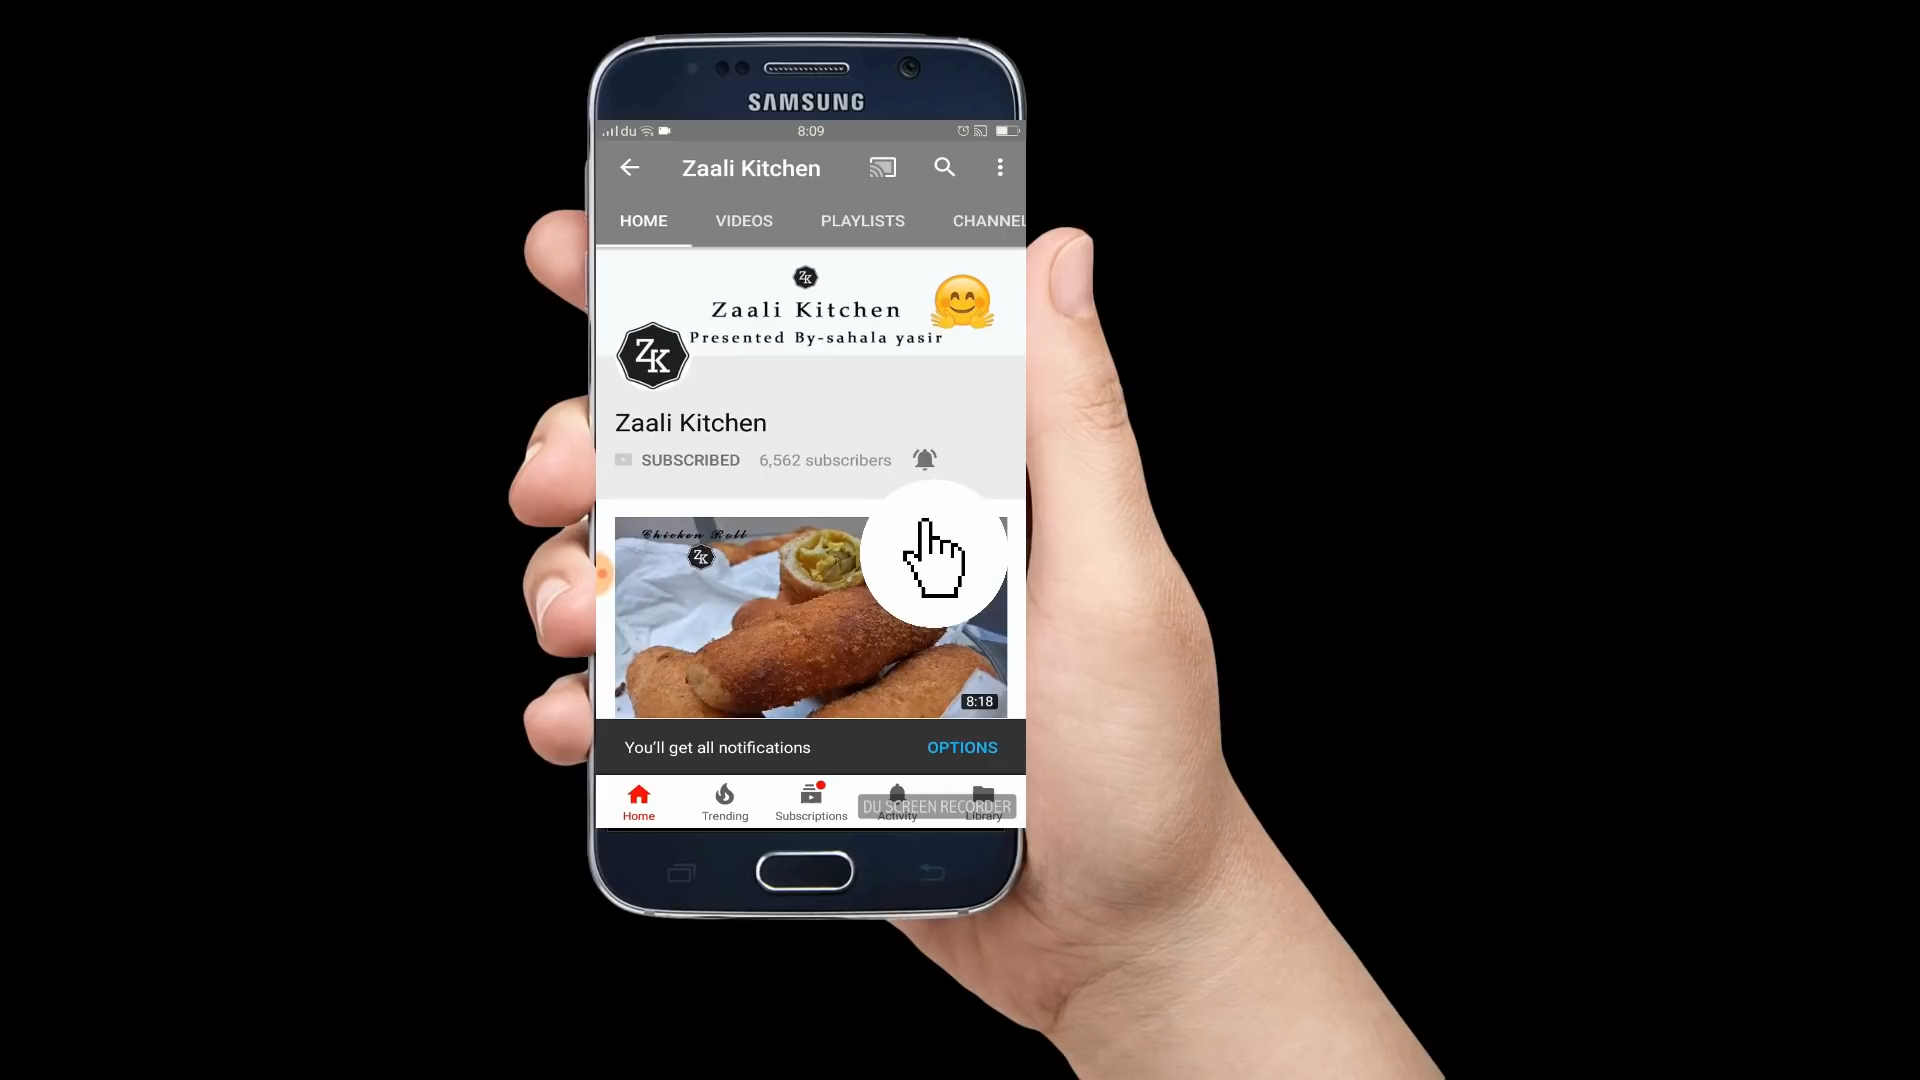 SAMSUNG
du 8:09
Zaali Kitchen
HOME VIDEOS PLAYLISTS CHANNEL
ZK
Zaali Kitchen
Presented By-sahala yasir
ZK
Zaali Kitchen
SUBSCRIBED 6,562 subscribers
Chicken Roll
ZK
8:18
You’ll get all notifications OPTIONS
DU SCREEN RECORDER
Home Trending Subscriptions Activity Library